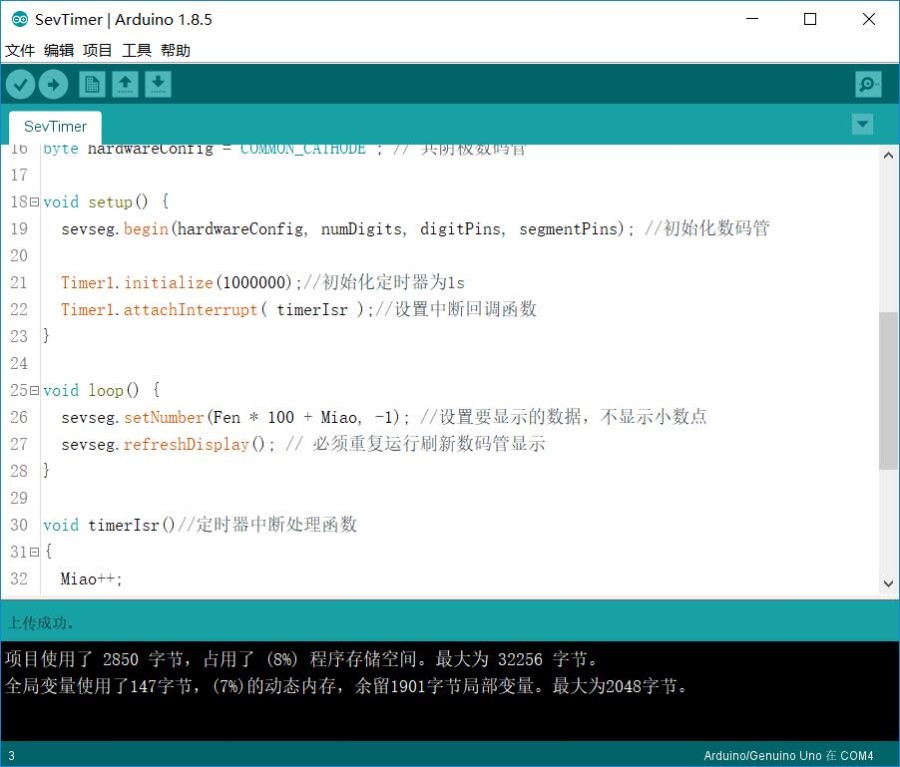 SevTimer | Arduino 1.8.5
文件 编辑 项目 工具 帮助
SevTimer
16 byte hardwareConfig = COMMON_CATHODE ; // 共阴极数码管
17
18 void setup() {
19 sevseg.begin(hardwareConfig, numDigits, digitPins, segmentPins); //初始化数码管
20
21 Timer1.initialize(1000000);//初始化定时器为1s
22 Timer1.attachInterrupt( timerIsr );//设置中断回调函数
23 }
24
25 void loop() {
26 sevseg.setNumber(Fen * 100 + Miao, -1); //设置要显示的数据，不显示小数点
27 sevseg.refreshDisplay(); // 必须重复运行刷新数码管显示
28 }
29
30 void timerIsr()//定时器中断处理函数
31 {
32 Miao++;
上传成功。
项目使用了 2850 字节，占用了 (8%) 程序存储空间。最大为 32256 字节。
全局变量使用了147字节，(7%)的动态内存，余留1901字节局部变量。最大为2048字节。
3 Arduino/Genuino Uno 在 COM4